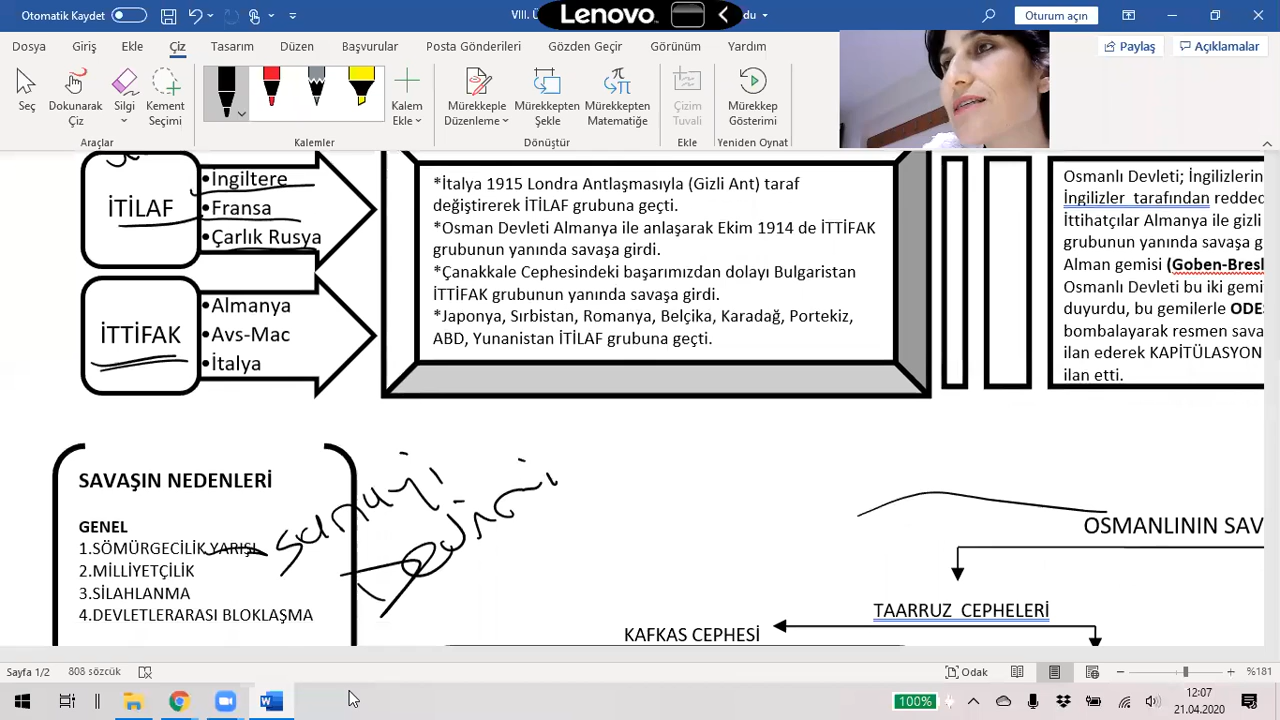 Otomatik Kaydet
VIII. Ü
Lenovo
du
Oturum açın
Dosya
Giriş
Ekle
Çiz
Tasarım
Düzen
Başvurular
Posta Gönderileri
Gözden Geçir
Görünüm
Yardım
Paylaş
Açıklamalar
Seç
Dokunarak Çiz
Silgi
Kement Seçimi
Kalem Ekle
Mürekkeple Düzenleme
Mürekkepten Şekle
Mürekkepten Matematiğe
Çizim Tuvali
Mürekkep Gösterimi
Araçlar
Kalemler
Dönüştür
Ekle
Yeniden Oynat
İTİLAF
•İngiltere
•Fransa
•Çarlık Rusya
İTTİFAK
•Almanya
•Avs-Mac
•İtalya
*İtalya 1915 Londra Antlaşmasıyla (Gizli Ant) taraf
değiştirerek İTİLAF grubuna geçti.
*Osman Devleti Almanya ile anlaşarak Ekim 1914 de İTTİFAK
grubunun yanında savaşa girdi.
*Çanakkale Cephesindeki başarımızdan dolayı Bulgaristan
İTTİFAK grubunun yanında savaşa girdi.
*Japonya, Sırbistan, Romanya, Belçika, Karadağ, Portekiz,
ABD, Yunanistan İTİLAF grubuna geçti.
Osmanlı Devleti; İngilizlerin
İngilizler tarafından reddec
İttihatçılar Almanya ile gizli
grubunun yanında savaşa g
Alman gemisi (Goben-Bresl
Osmanlı Devleti bu iki gemi
duyurdu, bu gemilerle ODES
bombalayarak resmen sava
ilan ederek KAPİTÜLASYON
ilan etti.
SAVAŞIN NEDENLERİ
GENEL
1.SÖMÜRGECİLİK YARIŞI
2.MİLLİYETÇİLİK
3.SİLAHLANMA
4.DEVLETLERARASI BLOKLAŞMA
sanayi
OSMANLININ SAV
TAARRUZ CEPHELERİ
KAFKAS CEPHESİ
Sayfa 1/2
808 sözcük
Odak
%181
100%
12:07
21.04.2020